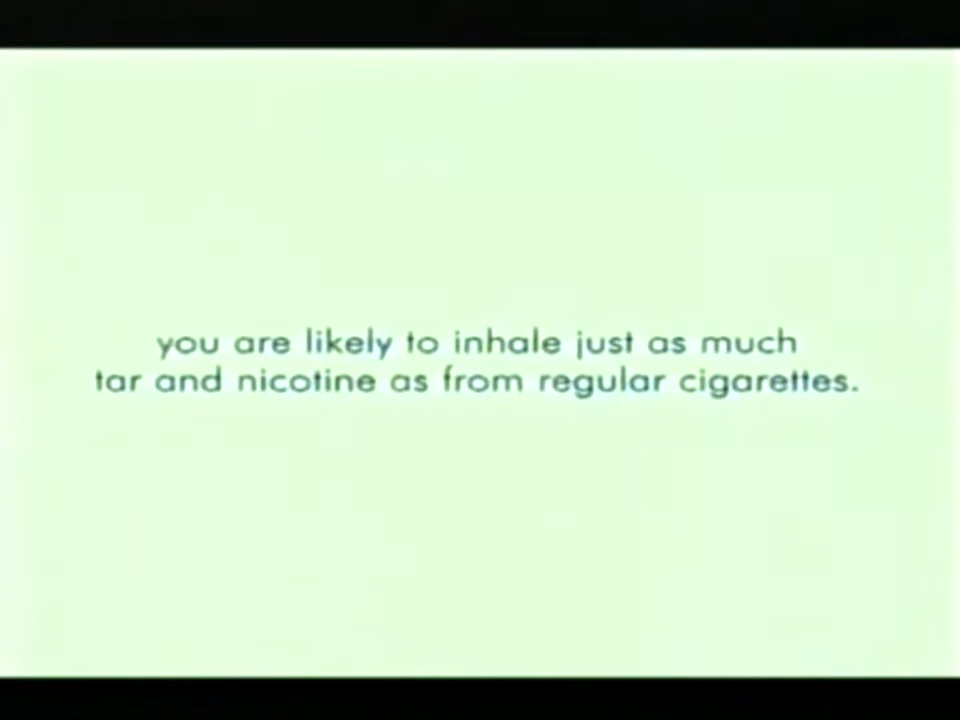 you are likely to inhale just as much
tar and nicotine as from regular cigarettes.